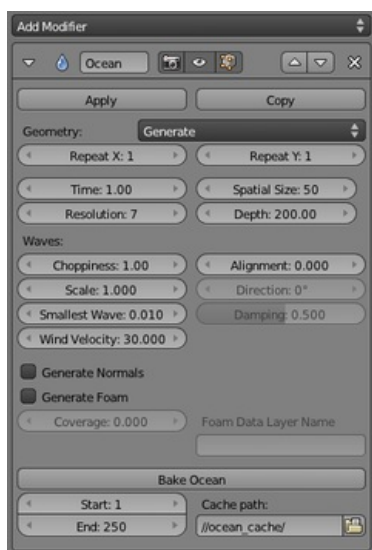 Add Modifier
Ocean
Apply Copy
Geometry: Generate
Repeat X: 1 Repeat Y: 1
Time: 1.00 Spatial Size: 50
Resolution: 7 Depth: 200.00
Waves:
Choppiness: 1.00 Alignment: 0.000
Scale: 1.000 Direction: 0°
Smallest Wave: 0.010 Damping: 0.500
Wind Velocity: 30.000
Generate Normals
Generate Foam
Coverage: 0.000 Foam Data Layer Name
Bake Ocean
Start: 1 Cache path:
End: 250 //ocean_cache/